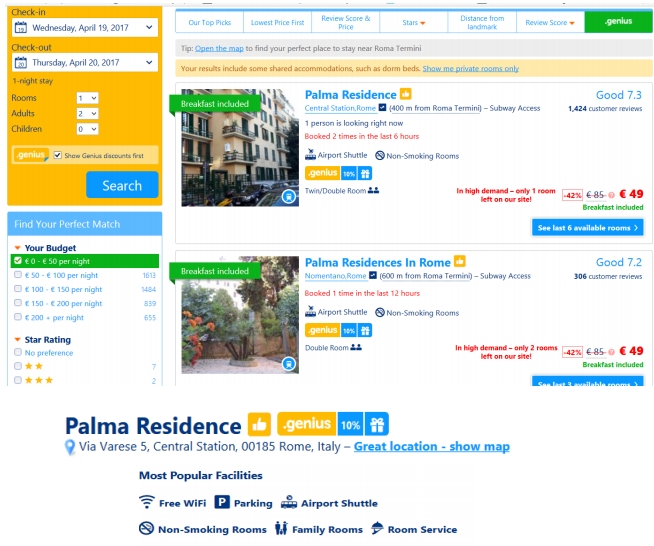 Check-in
19 Wednesday, April 19, 2017
Check-out
20 Thursday, April 20, 2017
1-night stay
Rooms 1
Adults 2
Children 0
.genius Show Genius discounts first
Search
Find Your Perfect Match
Your Budget
€ 0 - € 50 per night
€ 50 - € 100 per night 1613
€ 100 - € 150 per night 1484
€ 150 - € 200 per night 839
€ 200 + per night 655
Star Rating
No preference
7
2
Our Top Picks
Lowest Price First
Review Score &
Price
Stars
Distance from
landmark
Review Score
.genius
Tip: Open the map to find your perfect place to stay near Roma Termini
Your results include some shared accommodations, such as dorm beds. Show me private rooms only
Breakfast included
Palma Residence
Good 7.3
Central Station,Rome (400 m from Roma Termini) – Subway Access
1,424 customer reviews
1 person is looking right now
Booked 2 times in the last 6 hours
Airport Shuttle Non-Smoking Rooms
.genius 10%
Twin/Double Room
In high demand – only 1 room
left on our site!
-42% € 85 € 49
Breakfast included
See last 6 available rooms
Breakfast included
Palma Residences In Rome
Good 7.2
Nomentano,Rome (600 m from Roma Termini) – Subway Access
306 customer reviews
Booked 1 time in the last 12 hours
Airport Shuttle Non-Smoking Rooms
.genius 10%
Double Room
In high demand – only 2 rooms
left on our site!
-42% € 85 € 49
Breakfast included
See last 3 available rooms
Palma Residence .genius 10%
Via Varese 5, Central Station, 00185 Rome, Italy – Great location - show map
Most Popular Facilities
Free WiFi P Parking Airport Shuttle
Non-Smoking Rooms Family Rooms Room Service